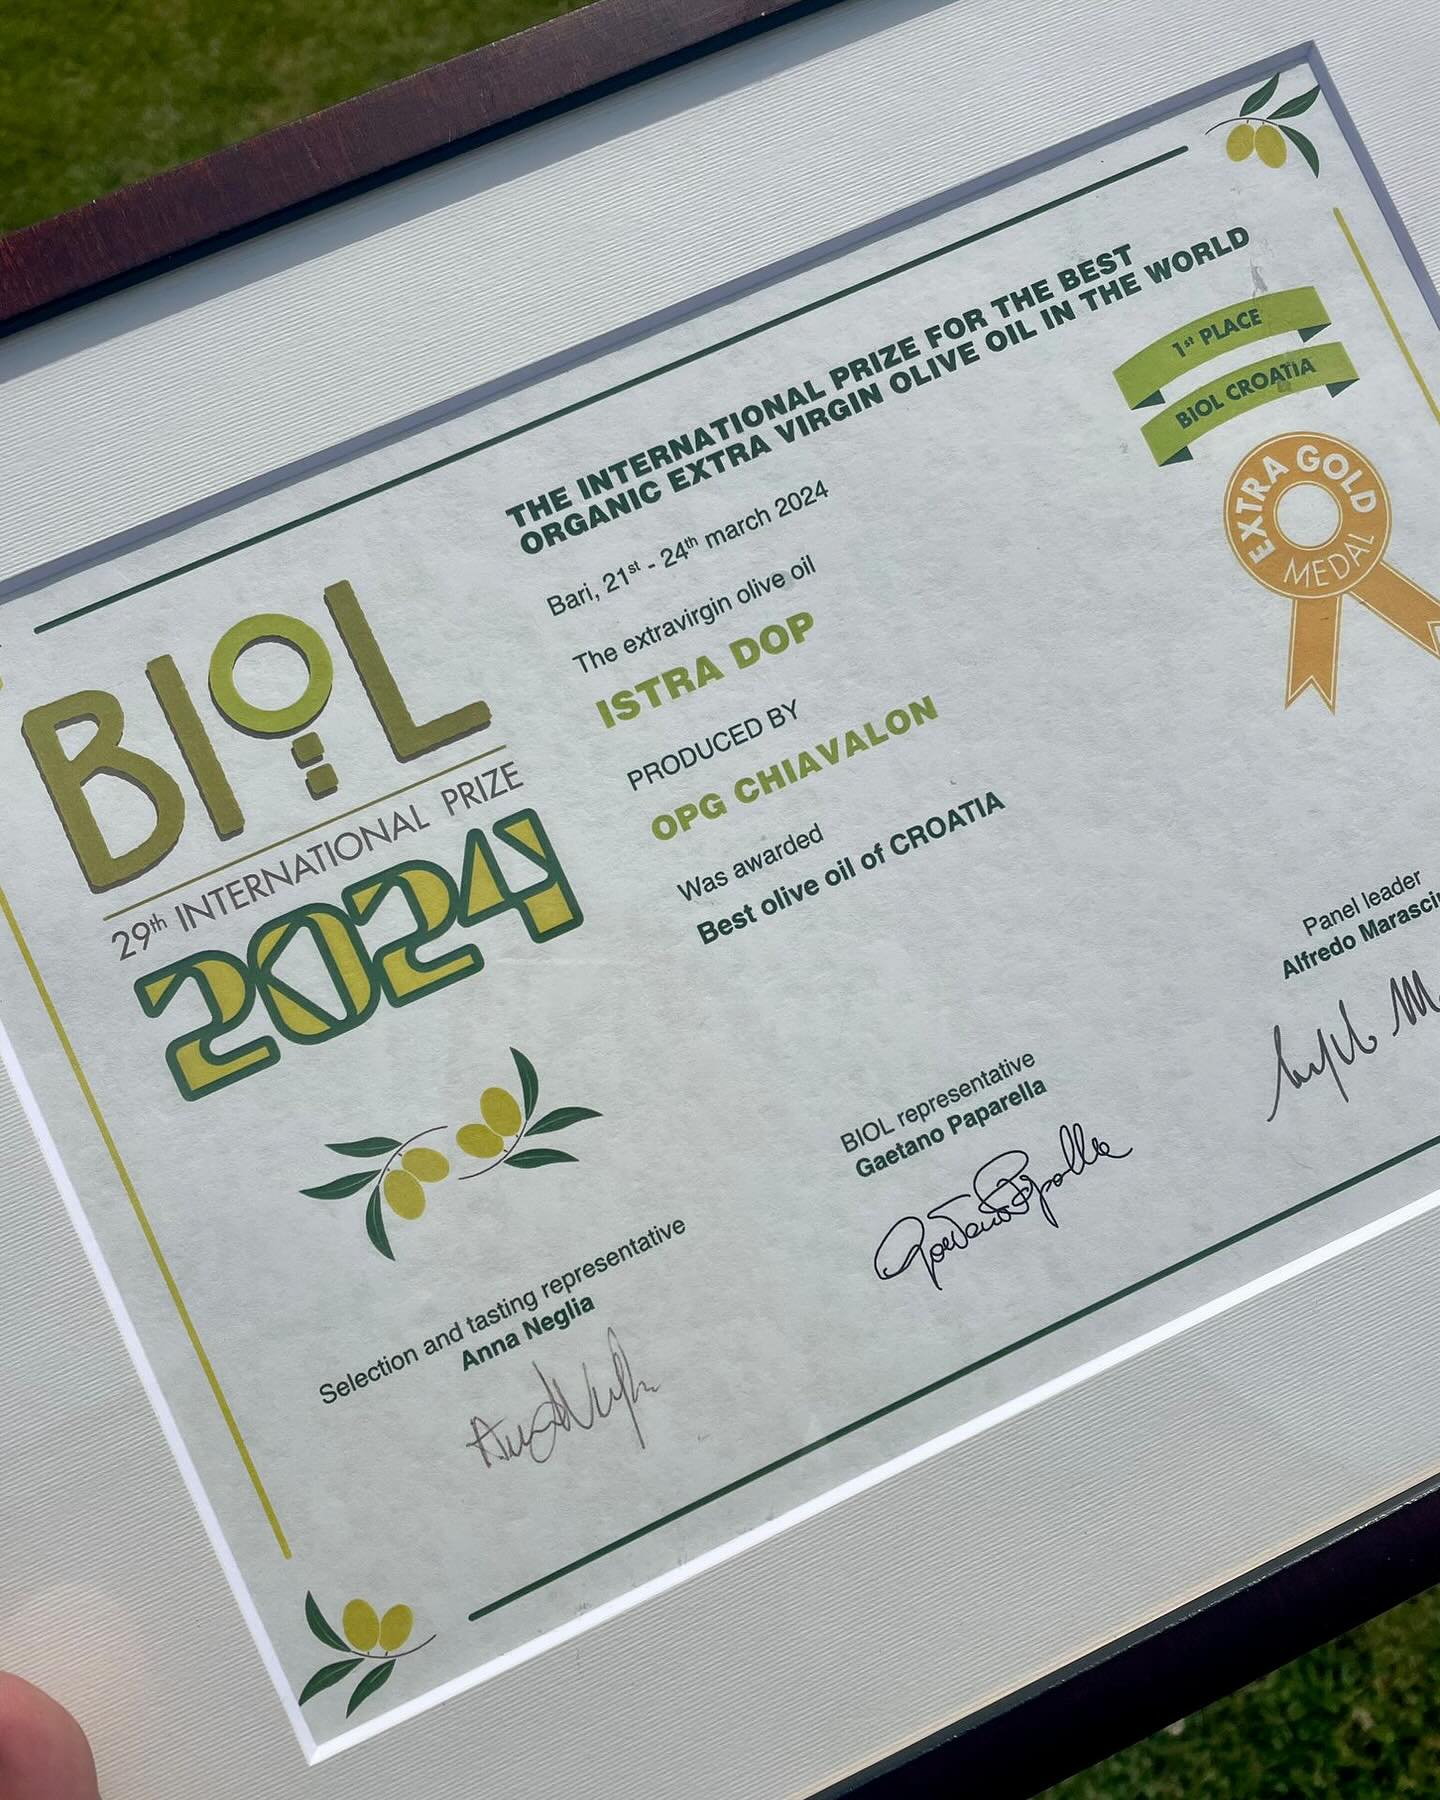 THE INTERNATIONAL PRIZE FOR THE BEST
ORGANIC EXTRA VIRGIN OLIVE OIL IN THE WORLD
1st PLACE
BIOL CROATIA
EXTRA GOLD
MEDAL
Bari, 21st - 24th march 2024
The extravirgin olive oil
ISTRA DOP
PRODUCED BY
OPG CHIAVALON
Was awarded
Best olive oil of CROATIA
BIOL
29th INTERNATIONAL PRIZE
2024
Selection and tasting representative
Anna Neglia
BIOL representative
Gaetano Paparella
Gaetano Paparella
Panel leader
Alfredo